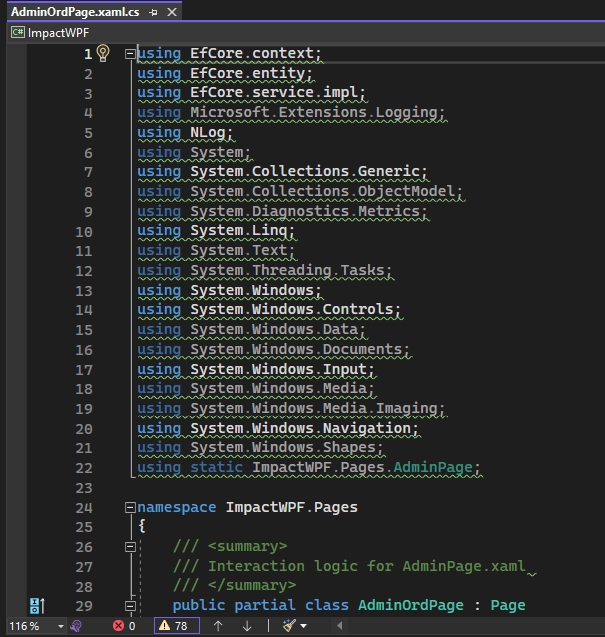 AdminOrdPage.xaml.cs
C# ImpactWPF
1 using EfCore.context;
2 using EfCore.entity;
3 using EfCore.service.impl;
4 using Microsoft.Extensions.Logging;
5 using NLog;
6 using System;
7 using System.Collections.Generic;
8 using System.Collections.ObjectModel;
9 using System.Diagnostics.Metrics;
10 using System.Linq;
11 using System.Text;
12 using System.Threading.Tasks;
13 using System.Windows;
14 using System.Windows.Controls;
15 using System.Windows.Data;
16 using System.Windows.Documents;
17 using System.Windows.Input;
18 using System.Windows.Media;
19 using System.Windows.Media.Imaging;
20 using System.Windows.Navigation;
21 using System.Windows.Shapes;
22 using static ImpactWPF.Pages.AdminPage;
23
24 namespace ImpactWPF.Pages
25 {
26 /// <summary>
27 /// Interaction logic for AdminPage.xaml
28 /// </summary>
29 public partial class AdminOrdPage : Page
116 % 0 78